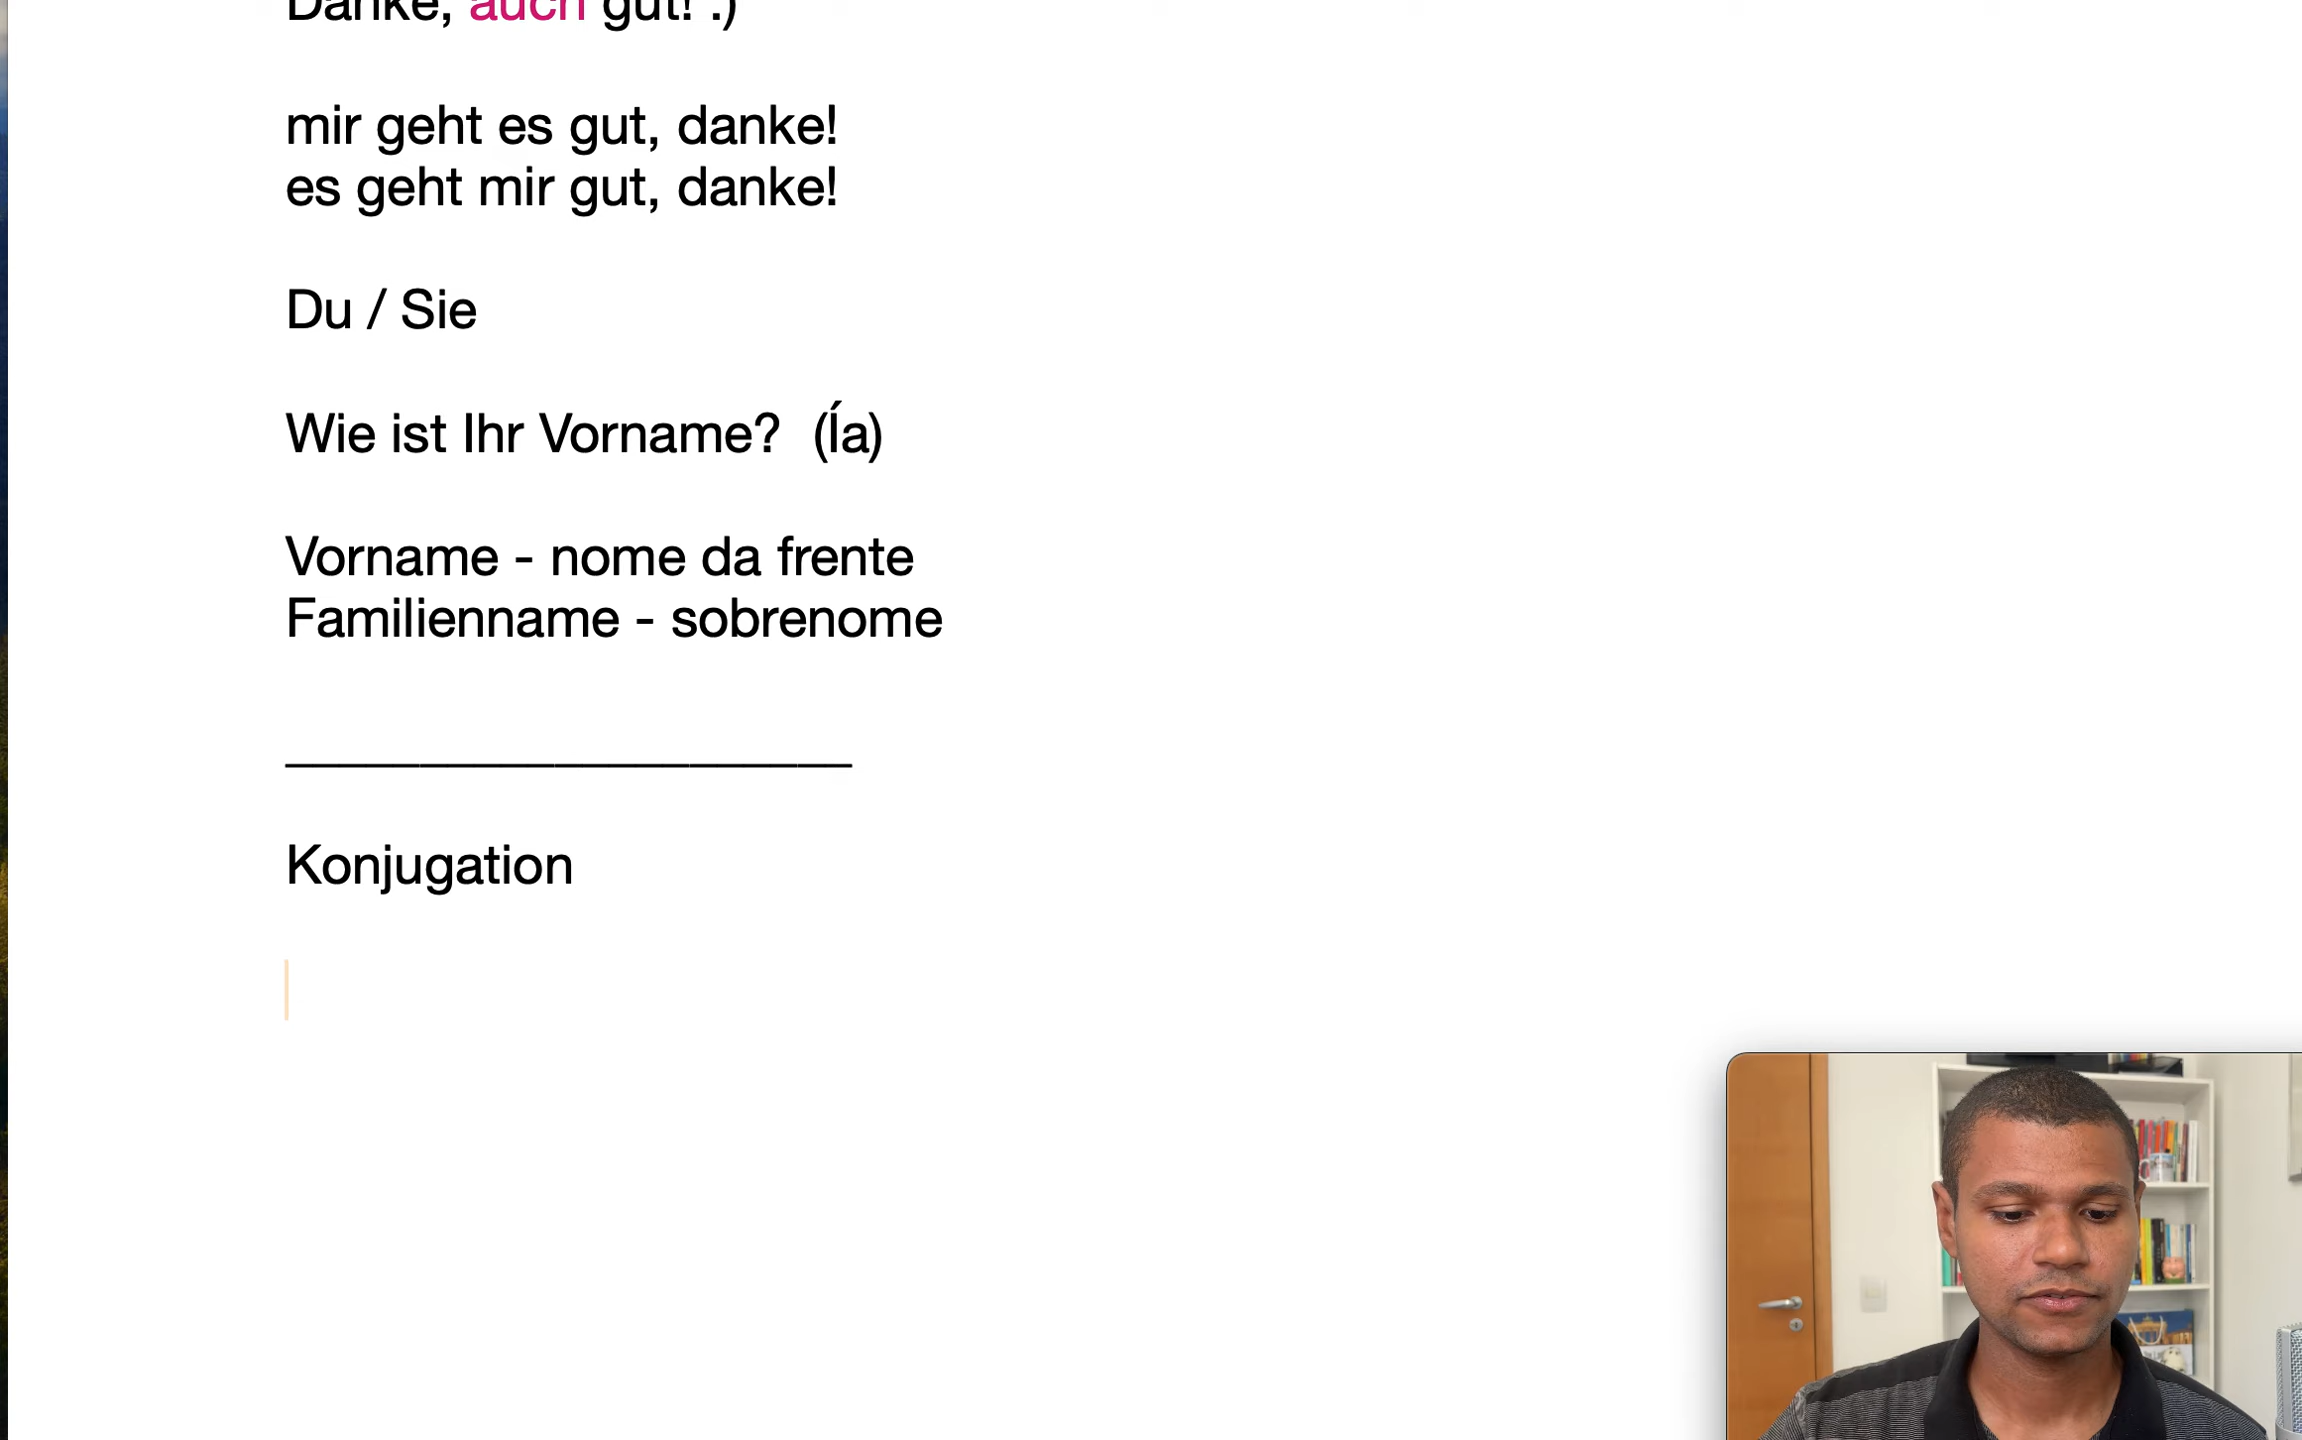 Danke, auch gut! :)
mir geht es gut, danke!
es geht mir gut, danke!
Du / Sie
Wie ist Ihr Vorname?  (Ía)
Vorname - nome da frente
Familienname - sobrenome
_____________________
Konjugation